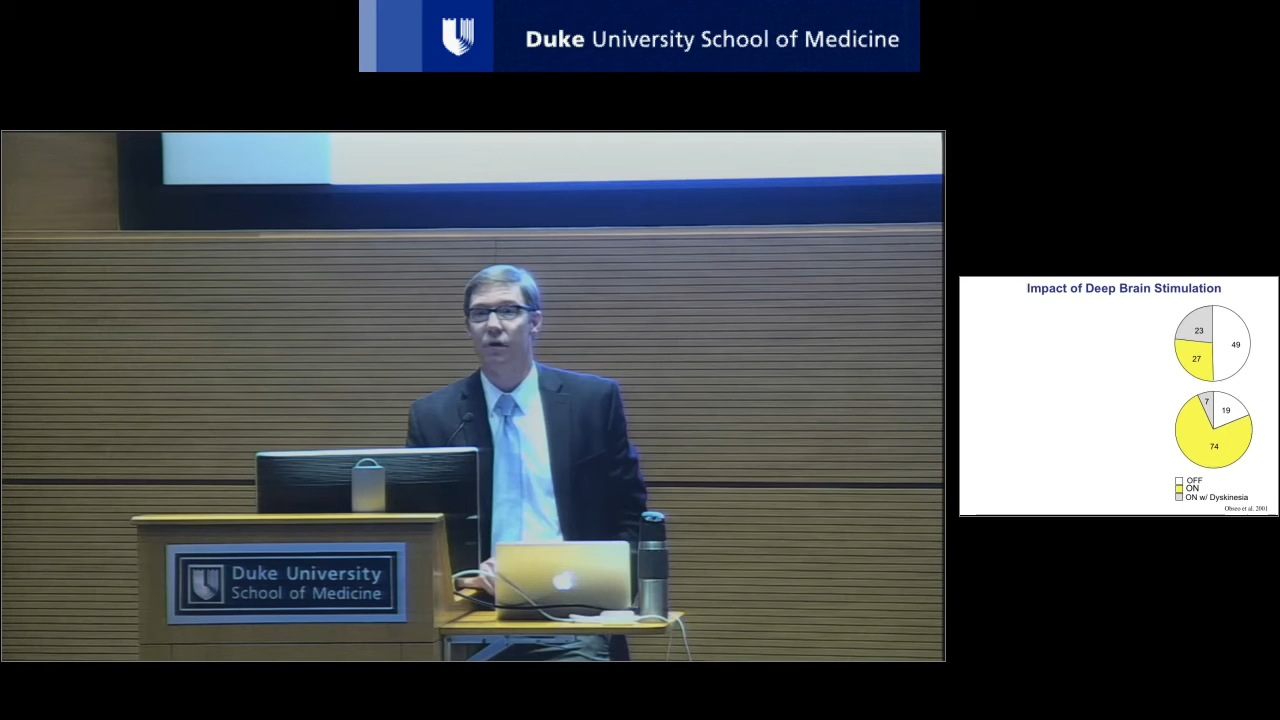 Duke University School of Medicine
Duke University
School of Medicine
Impact of Deep Brain Stimulation
23
49
27
7
19
74
OFF
ON
ON w/ Dyskinesia
Obseo et al. 2001